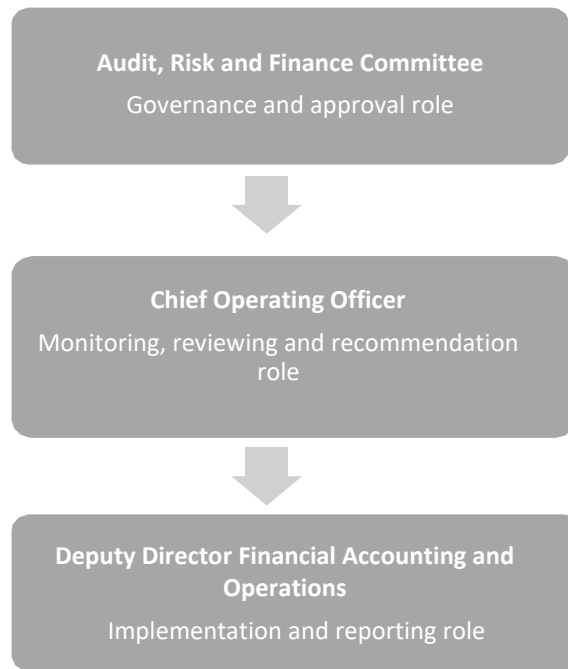 Audit, Risk and Finance Committee
Governance and approval role
Chief Operating Officer
Monitoring, reviewing and recommendation
role
Deputy Director Financial Accounting and
Operations
Implementation and reporting role